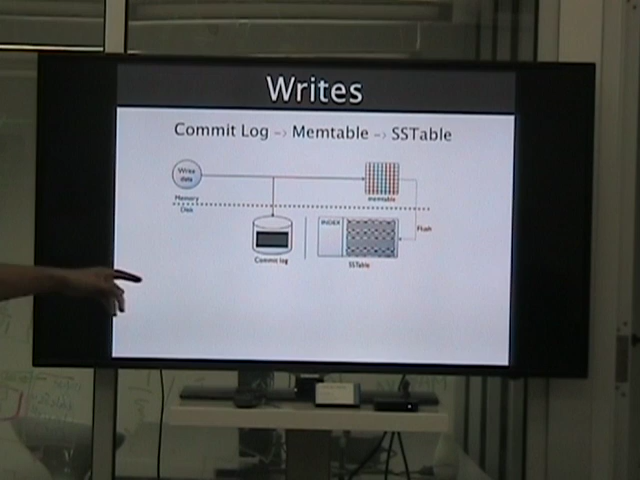 Writes
Commit Log -> Memtable -> SSTable
Write
data
memtable
Memory
Disk
INDEX
Flush
Commit log
SSTable